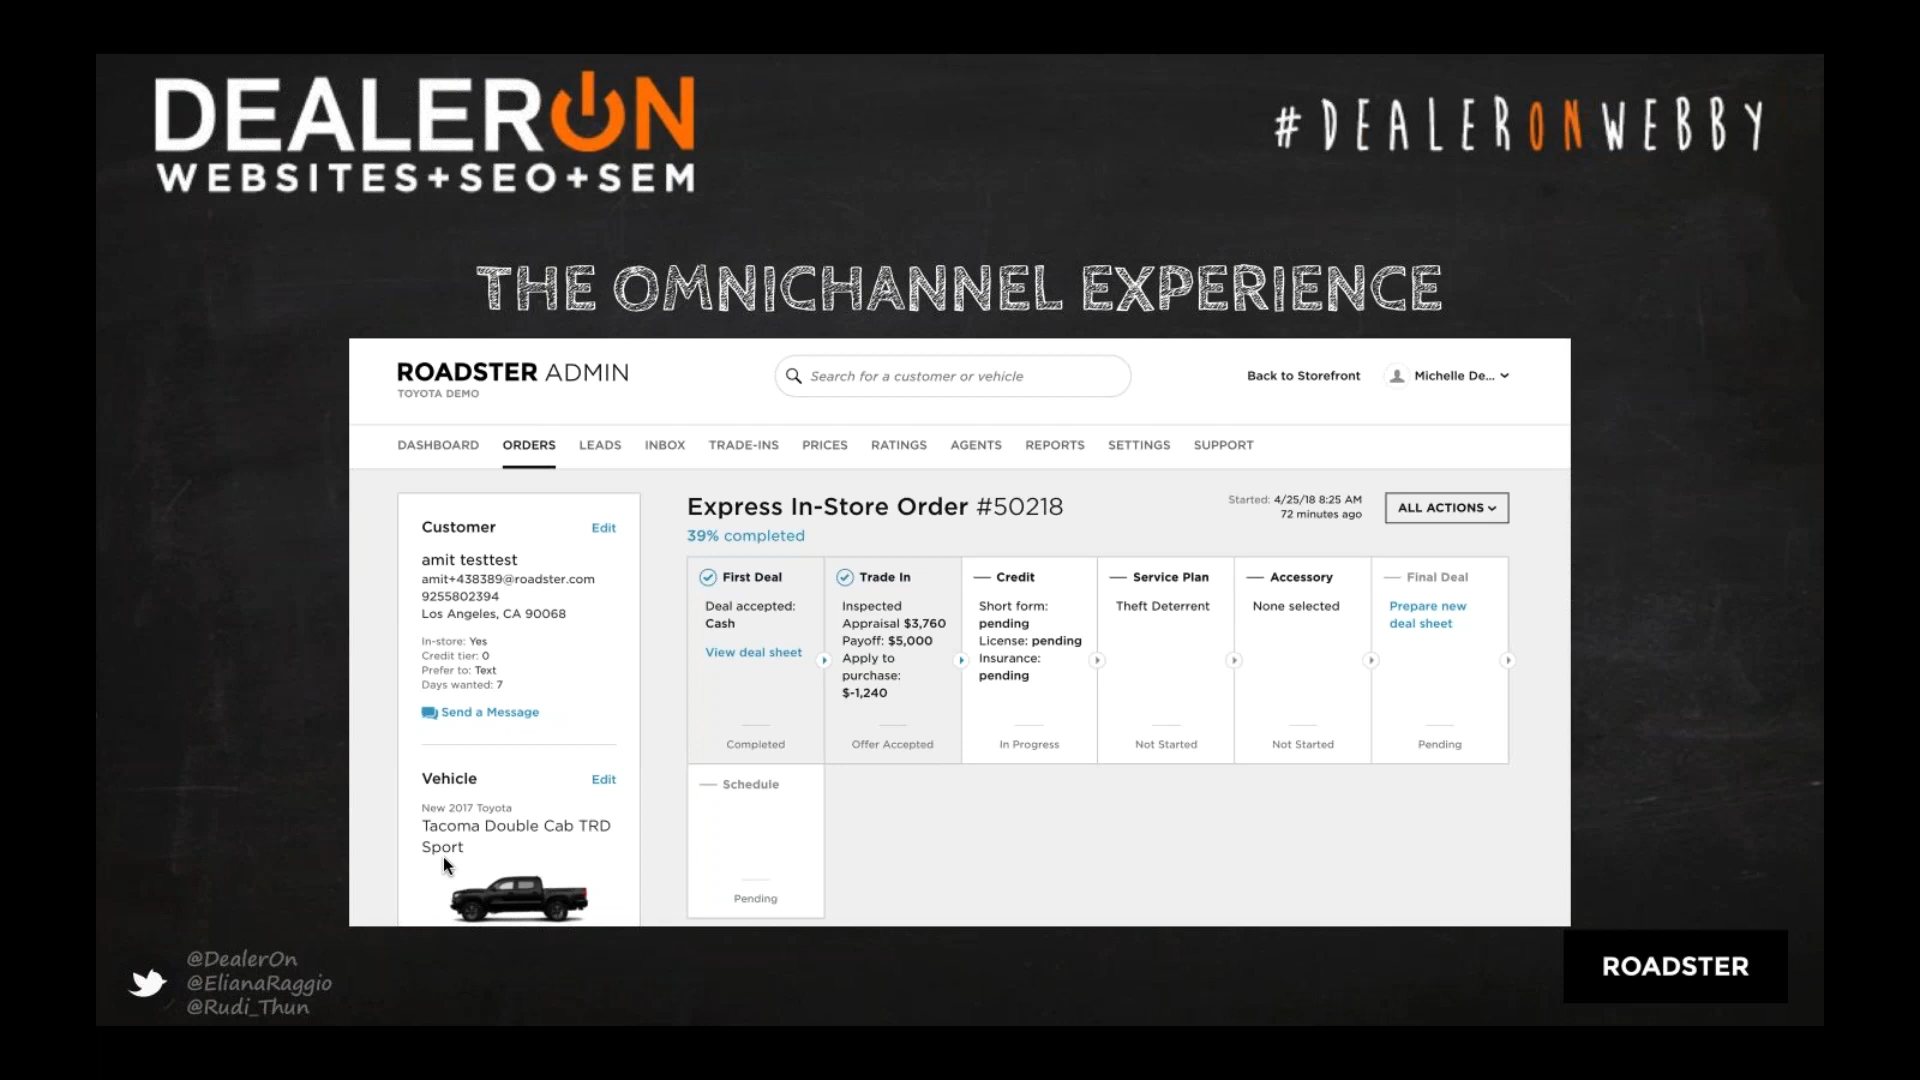 DEALERON
WEBSITES+SEO+SEM
#DEALERONWEBBY
THE OMNICHANNEL EXPERIENCE
ROADSTER ADMIN
TOYOTA DEMO
Search for a customer or vehicle
Back to Storefront
Michelle De...
DASHBOARD ORDERS LEADS INBOX TRADE-INS PRICES RATINGS AGENTS REPORTS SETTINGS SUPPORT
Customer Edit
amit testtest
amit+438389@roadster.com
9255802394
Los Angeles, CA 90068
In-store: Yes
Credit tier: 0
Prefer to: Text
Days wanted: 7
Send a Message
Vehicle Edit
New 2017 Toyota
Tacoma Double Cab TRD
Sport
Express In-Store Order #50218
39% completed
Started: 4/25/18 8:25 AM
72 minutes ago
ALL ACTIONS
First Deal
Deal accepted:
Cash
View deal sheet
Completed
Trade In
Inspected
Appraisal $3,760
Payoff: $5,000
Apply to
purchase:
$-1,240
Offer Accepted
Credit
Short form:
pending
License: pending
Insurance:
pending
In Progress
Service Plan
Theft Deterrent
Not Started
Accessory
None selected
Not Started
Final Deal
Prepare new
deal sheet
Pending
Schedule
Pending
@DealerOn
@ElianaRaggio
@Rudi_Thun
ROADSTER